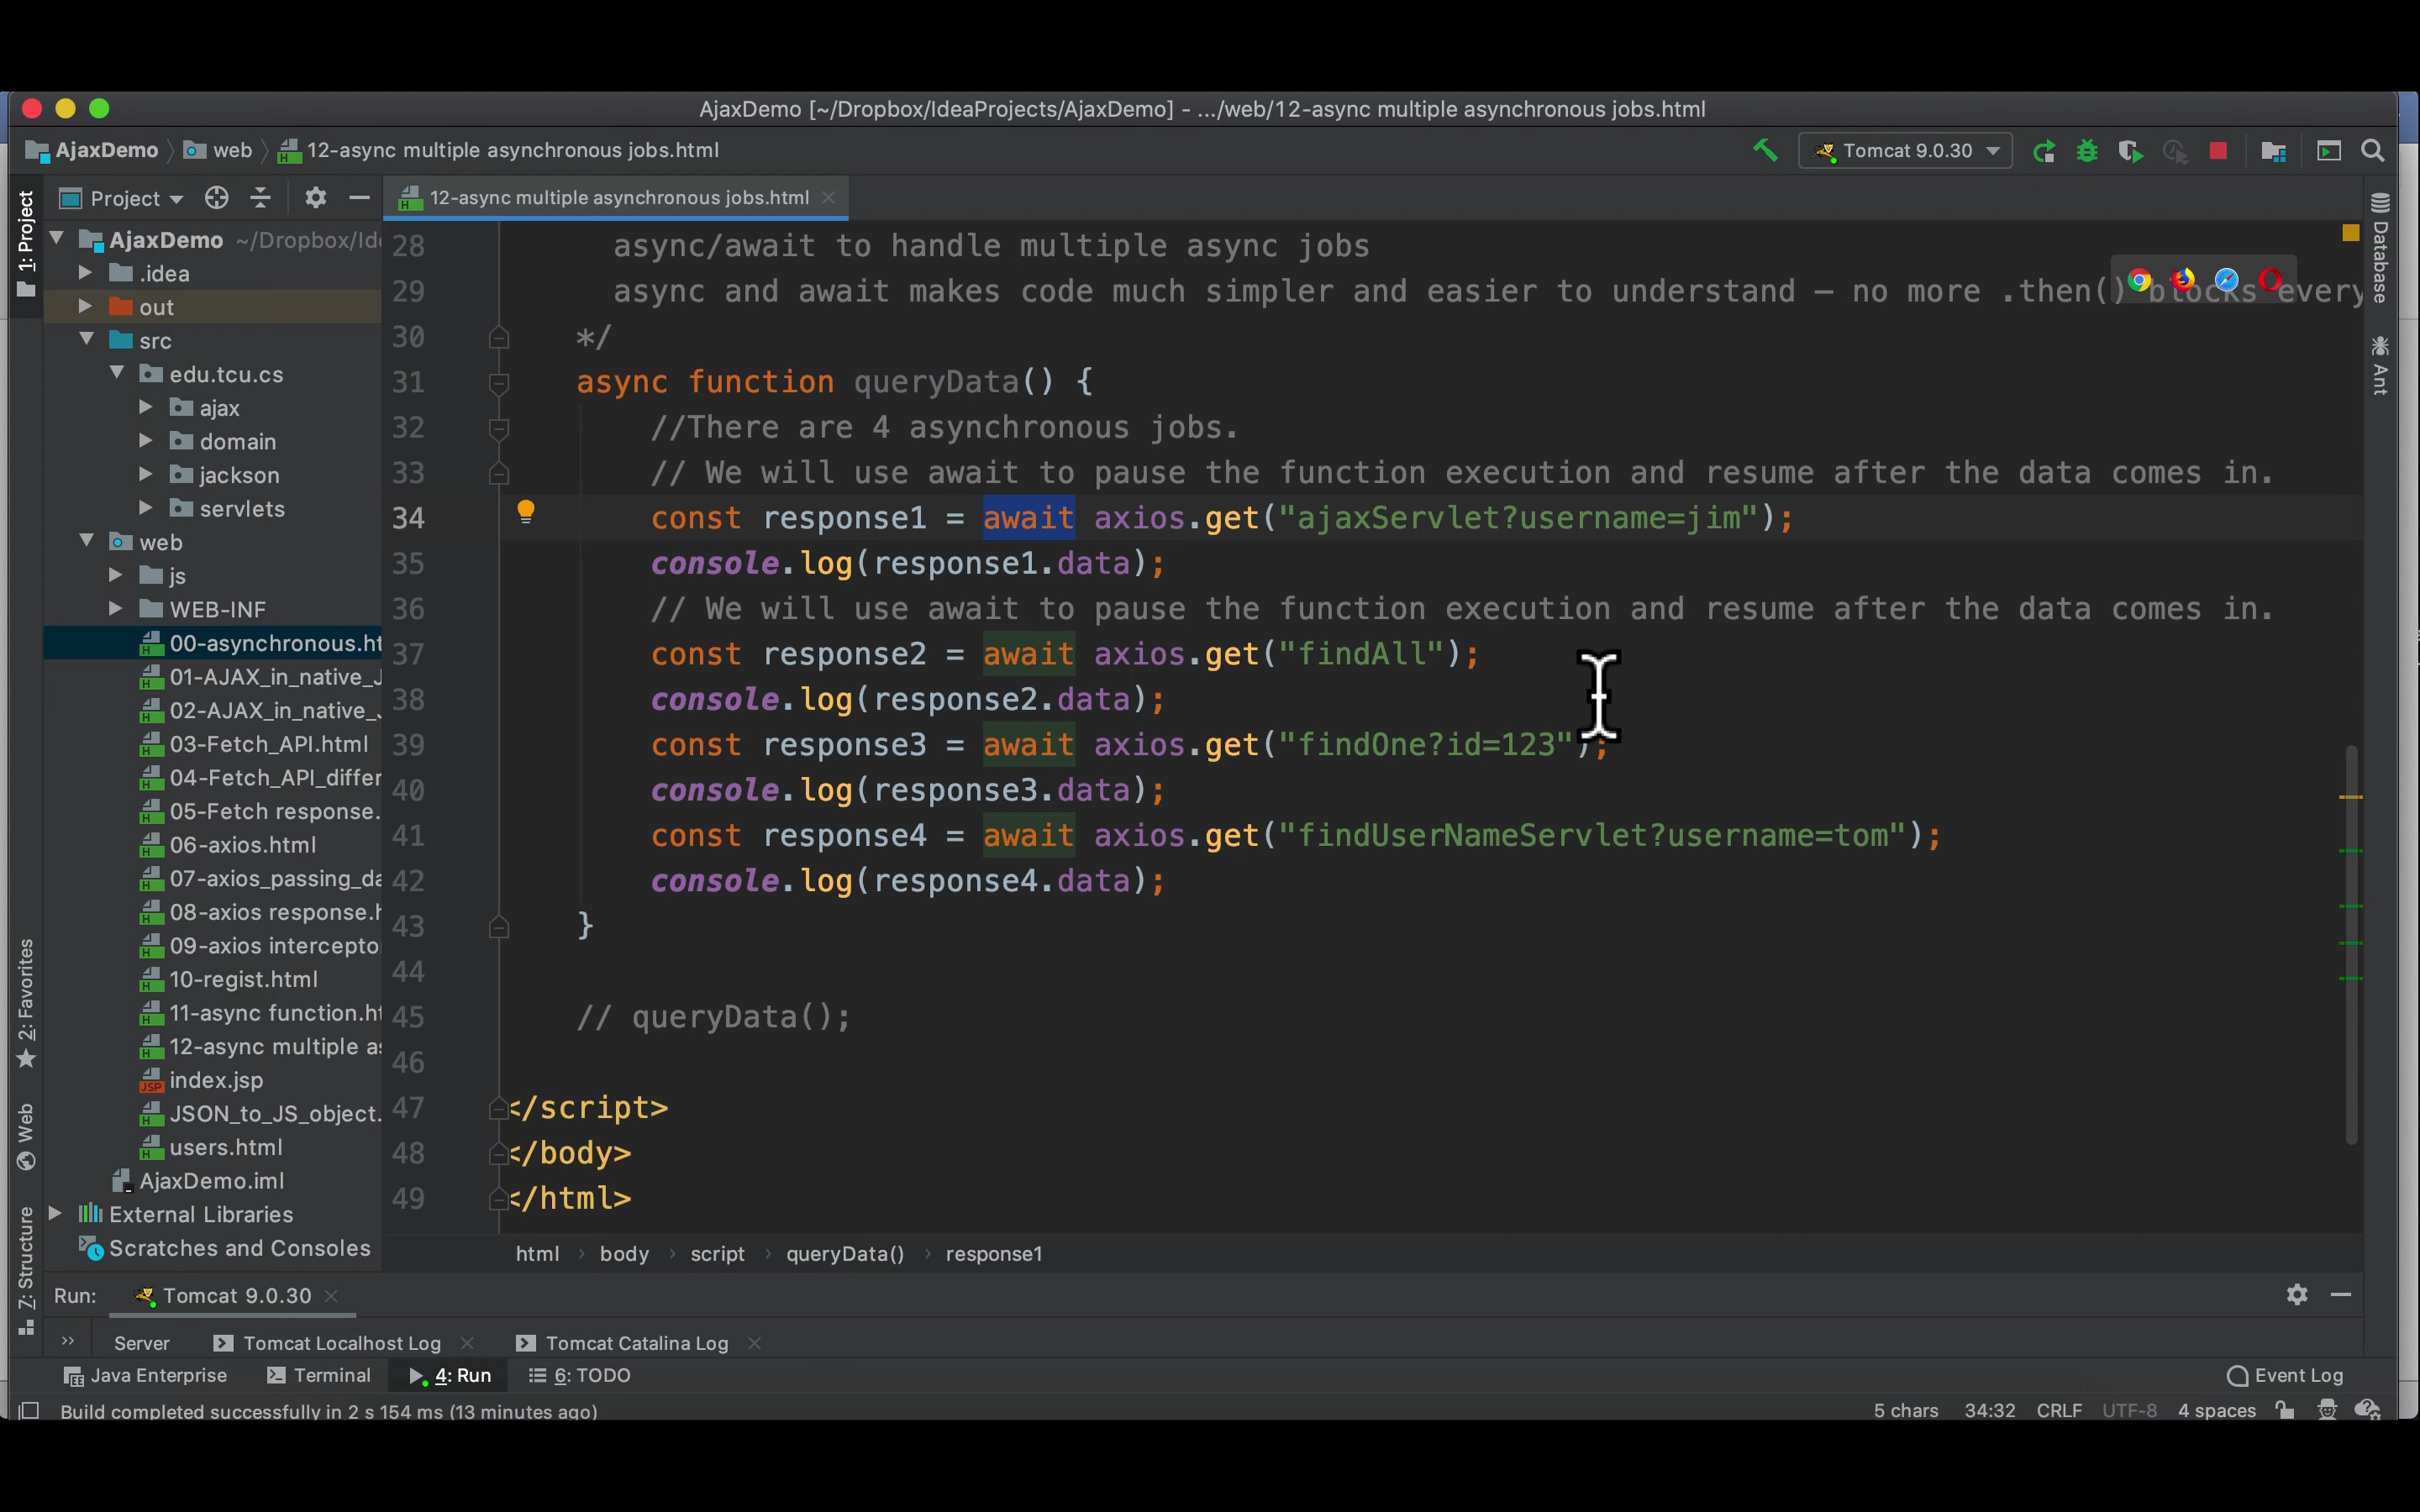 AjaxDemo [~/Dropbox/IdeaProjects/AjaxDemo] - .../web/12-async multiple asynchronous jobs.html
AjaxDemo web 12-async multiple asynchronous jobs.html
Tomcat 9.0.30
1: Project
Project
12-async multiple asynchronous jobs.html
AjaxDemo ~/Dropbox/Id
.idea
out
src
edu.tcu.cs
ajax
domain
jackson
servlets
web
js
WEB-INF
00-asynchronous.ht
01-AJAX_in_native_J
02-AJAX_in_native_J
03-Fetch_API.html
04-Fetch_API_differ
05-Fetch response.
06-axios.html
07-axios_passing_da
08-axios response.h
09-axios intercepto
10-regist.html
11-async function.ht
12-async multiple as
index.jsp
JSON_to_JS_object.
users.html
AjaxDemo.iml
External Libraries
Scratches and Consoles
2: Favorites
Web
7: Structure
28 async/await to handle multiple async jobs
29 async and await makes code much simpler and easier to understand — no more .then() blocks every
30 */
31 async function queryData() {
32 //There are 4 asynchronous jobs.
33 // We will use await to pause the function execution and resume after the data comes in.
34 const response1 = await axios.get("ajaxServlet?username=jim");
35 console.log(response1.data);
36 // We will use await to pause the function execution and resume after the data comes in.
37 const response2 = await axios.get("findAll");
38 console.log(response2.data);
39 const response3 = await axios.get("findOne?id=123");
40 console.log(response3.data);
41 const response4 = await axios.get("findUserNameServlet?username=tom");
42 console.log(response4.data);
43 }
44
45 // queryData();
46
47 </script>
48 </body>
49 </html>
Database
Ant
html body script queryData() response1
Run: Tomcat 9.0.30
Server Tomcat Localhost Log Tomcat Catalina Log
Java Enterprise Terminal 4: Run 6: TODO Event Log
Build completed successfully in 2 s 154 ms (13 minutes ago) 5 chars 34:32 CRLF UTF-8 4 spaces